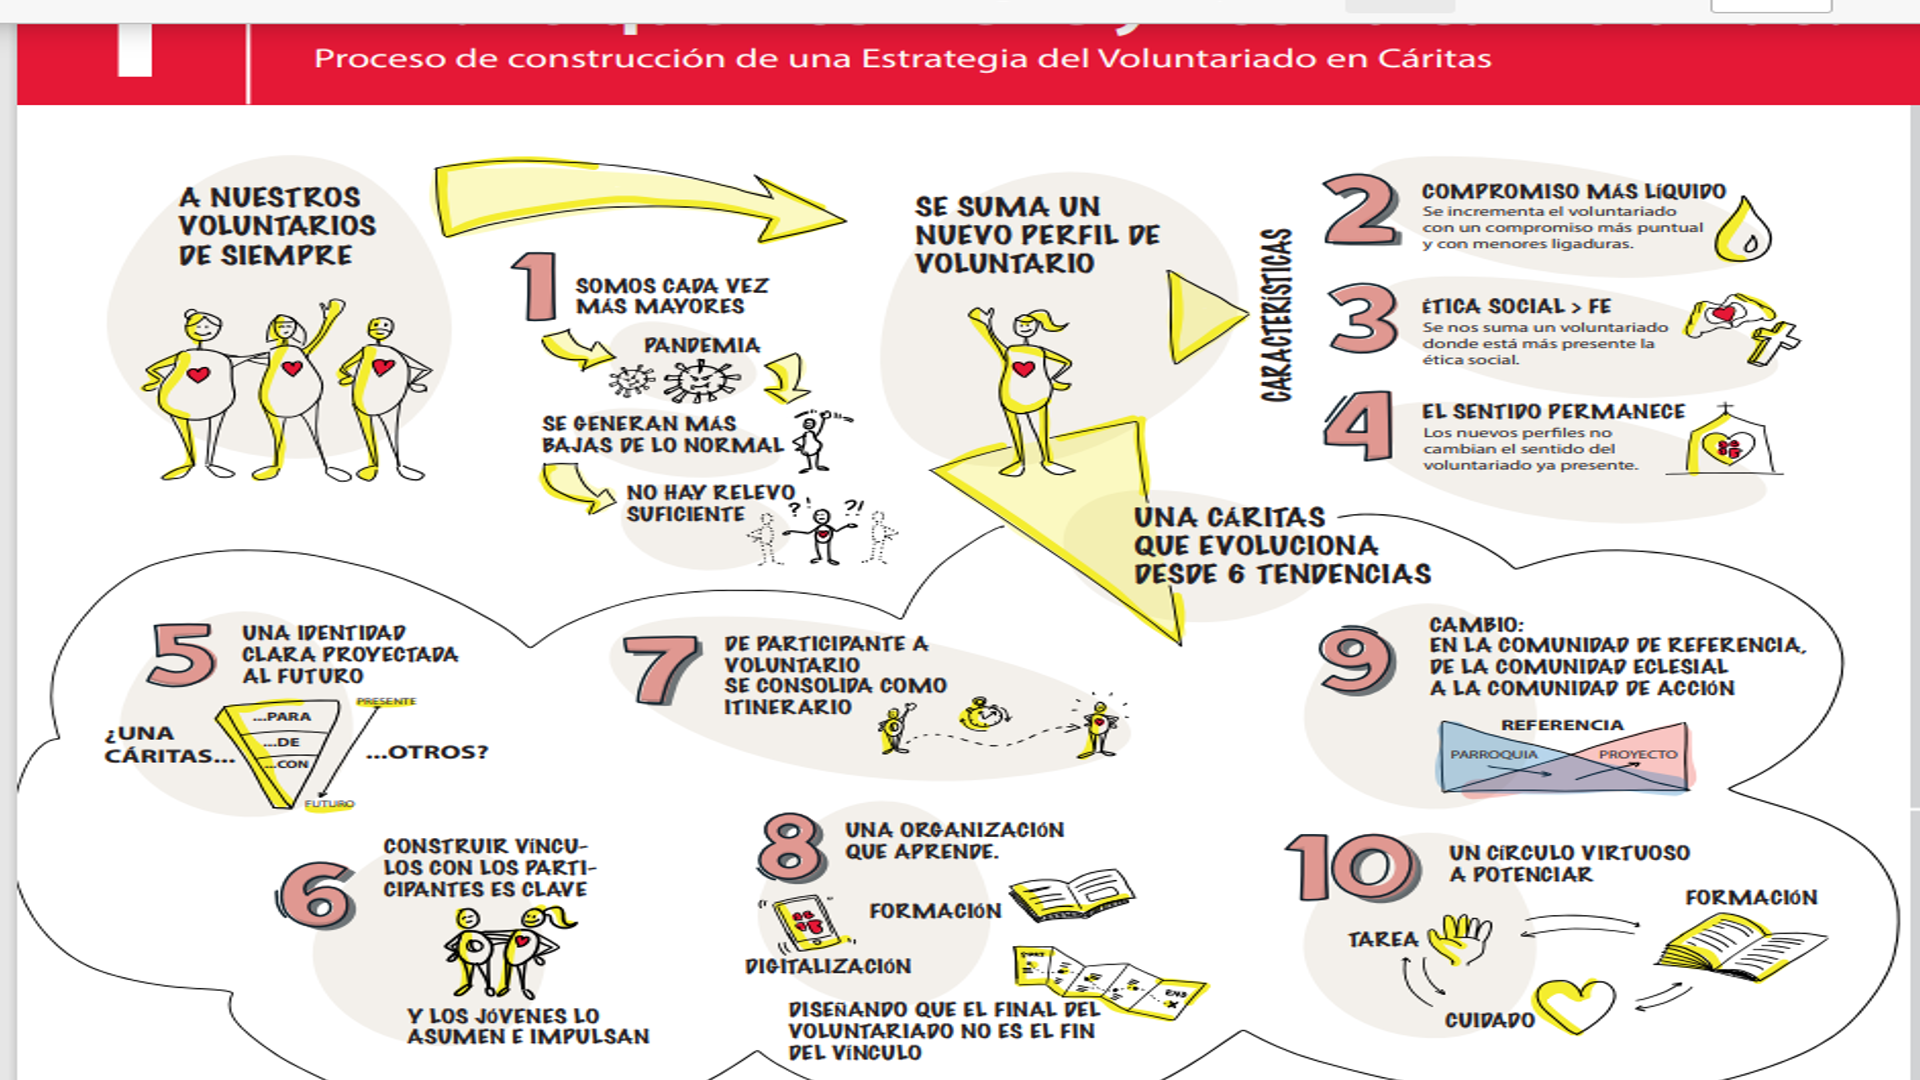 Proceso de construcción de una Estrategia del Voluntariado en Cáritas
A NUESTROS
VOLUNTARIOS
DE SIEMPRE
1
SOMOS CADA VEZ
MÁS MAYORES
PANDEMIA
SE GENERAN MÁS
BAJAS DE LO NORMAL
NO HAY RELEVO
SUFICIENTE
?!
?!
SE SUMA UN
NUEVO PERFIL DE
VOLUNTARIO
CARACTERÍSTICAS
2
COMPROMISO MÁS LÍQUIDO
Se incrementa el voluntariado
con un compromiso más puntual
y con menores ligaduras.
3
ÉTICA SOCIAL > FE
Se nos suma un voluntariado
donde está más presente la
ética social.
4
EL SENTIDO PERMANECE
Los nuevos perfiles no
cambian el sentido del
voluntariado ya presente.
UNA CÁRITAS
QUE EVOLUCIONA
DESDE 6 TENDENCIAS
5
UNA IDENTIDAD
CLARA PROYECTADA
AL FUTURO
¿UNA
CÁRITAS...
...PARA
...DE
...CON
PRESENTE
FUTURO
...OTROS?
6
CONSTRUIR VÍNCU-
LOS CON LOS PARTI-
CIPANTES ES CLAVE
Y LOS JÓVENES LO
ASUMEN E IMPULSAN
7
DE PARTICIPANTE A
VOLUNTARIO
SE CONSOLIDA COMO
ITINERARIO
8
UNA ORGANIZACIÓN
QUE APRENDE.
FORMACIÓN
DIGITALIZACIÓN
START
END
DISEÑANDO QUE EL FINAL DEL
VOLUNTARIADO NO ES EL FIN
DEL VÍNCULO
9
CAMBIO:
EN LA COMUNIDAD DE REFERENCIA,
DE LA COMUNIDAD ECLESIAL
A LA COMUNIDAD DE ACCIÓN
REFERENCIA
PARROQUIA
PROYECTO
10
UN CÍRCULO VIRTUOSO
A POTENCIAR
FORMACIÓN
TAREA
CUIDADO